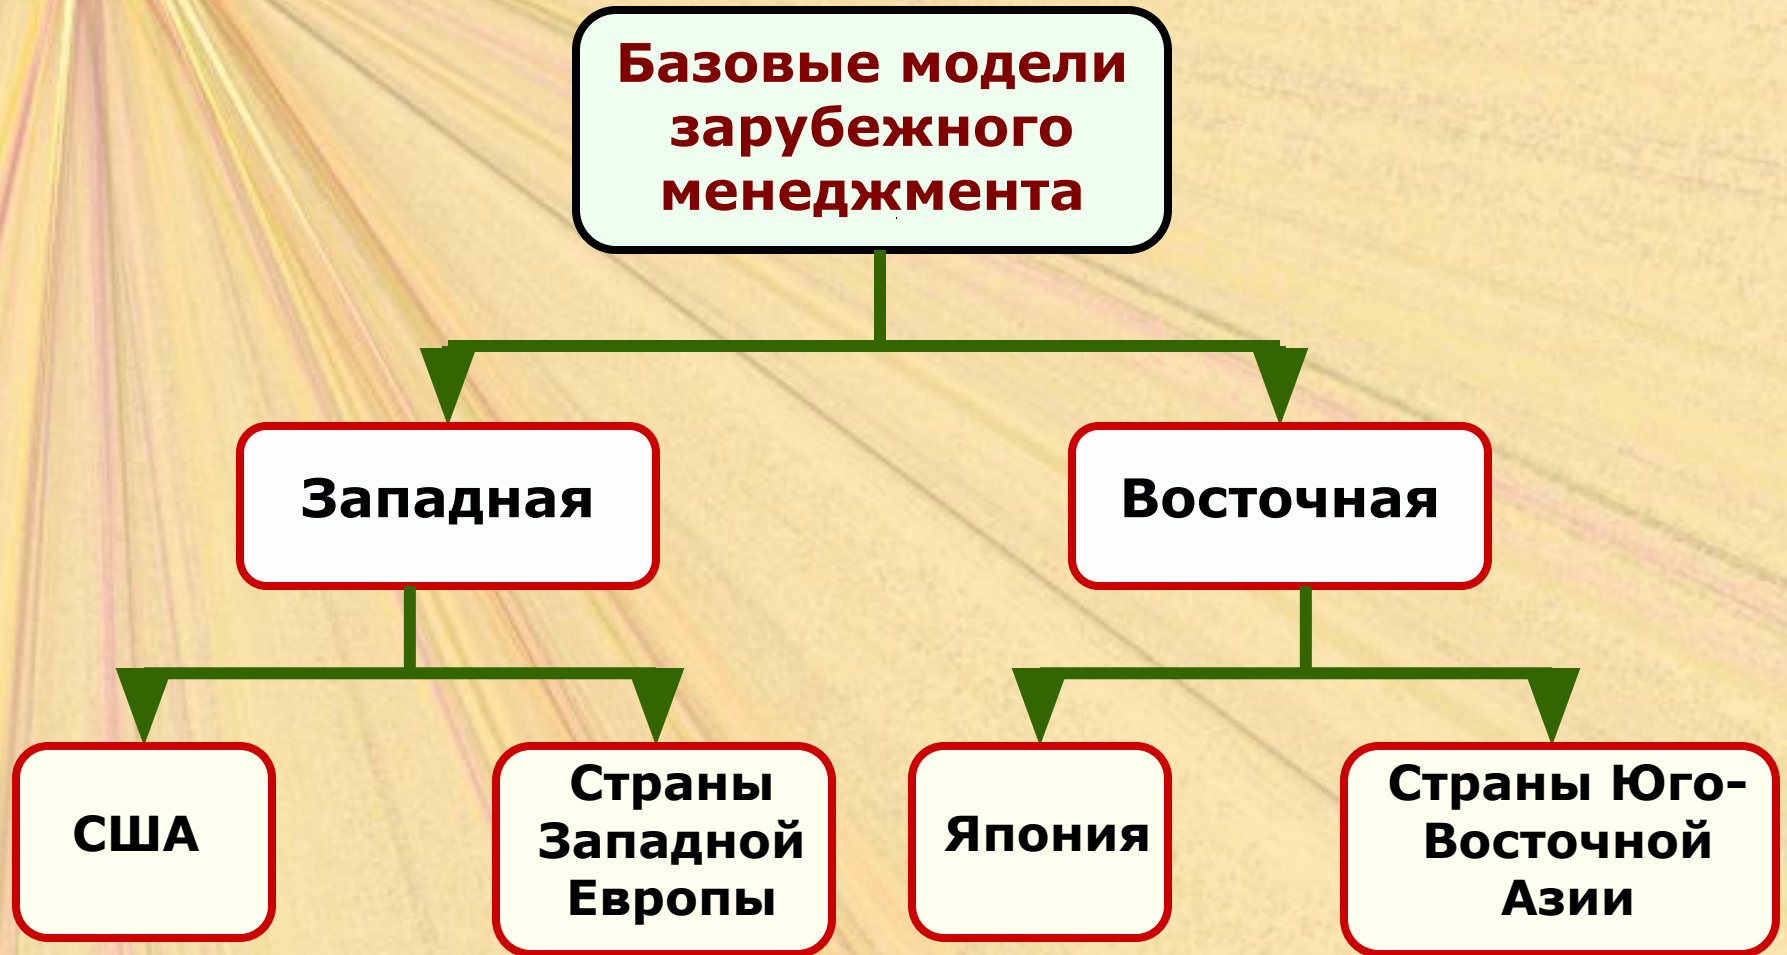 Базовые модели
зарубежного
менеджмента
Западная
Восточная
США
Страны
Западной
Европы
Япония
Страны Юго–
Восточной
Азии